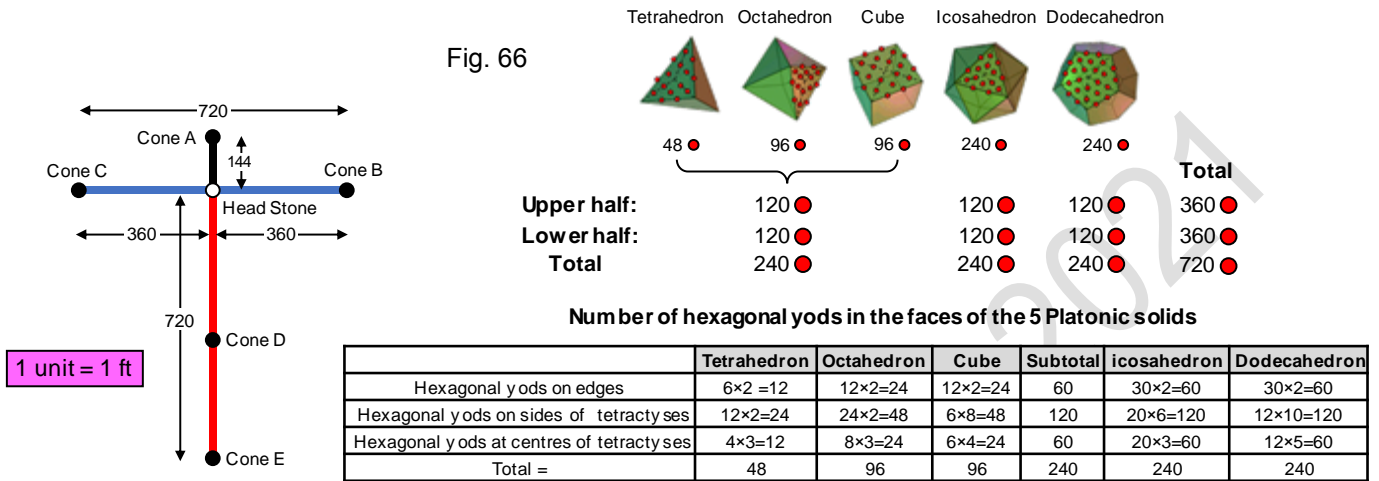 Tetrahedron Octahedron Cube Icosahedron Dodecahedron
Fig. 66
720
Cone A
144
Cone C
Cone B
Head Stone
360
360
720
Cone D
1 unit = 1 ft
Cone E
48 96 96 240 240
Total
Upper half: 120 120 120 360
Lower half: 120 120 120 360
Total 240 240 240 720
2021
Number of hexagonal yods in the faces of the 5 Platonic solids
Tetrahedron Octahedron Cube Subtotal icosahedron Dodecahedron
Hexagonal yods on edges 6×2 =12 12×2=24 12×2=24 60 30×2=60 30×2=60
Hexagonal yods on sides of tetractyses 12×2=24 24×2=48 6×8=48 120 20×6=120 12×10=120
Hexagonal yods at centres of tetractyses 4×3=12 8×3=24 6×4=24 60 20×3=60 12×5=60
Total = 48 96 96 240 240 240